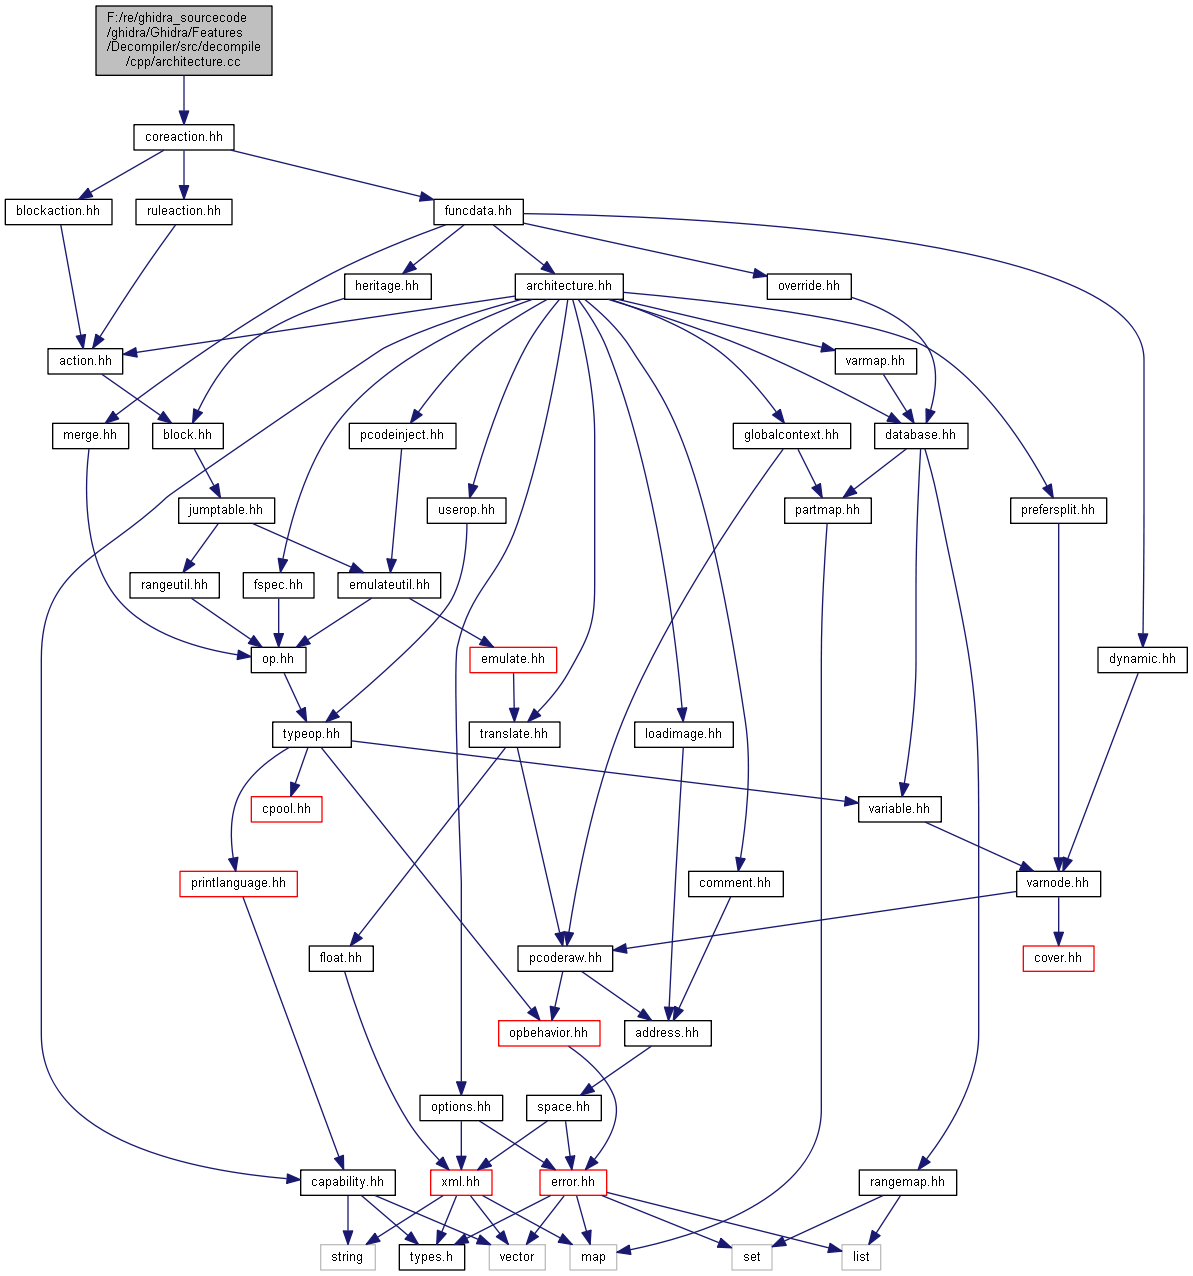 F:/re/ghidra_sourcecode
/ghidra/Ghidra/Features
/Decompiler/src/decompile
/cpp/architecture.cc
coreaction.hh
blockaction.hh
ruleaction.hh
funcdata.hh
heritage.hh
architecture.hh
override.hh
action.hh
varmap.hh
merge.hh
block.hh
pcodeinject.hh
globalcontext.hh
database.hh
jumptable.hh
userop.hh
partmap.hh
prefersplit.hh
rangeutil.hh
fspec.hh
emulateutil.hh
op.hh
emulate.hh
dynamic.hh
typeop.hh
translate.hh
loadimage.hh
cpool.hh
variable.hh
printlanguage.hh
comment.hh
varnode.hh
float.hh
pcoderaw.hh
cover.hh
opbehavior.hh
address.hh
options.hh
space.hh
capability.hh
xml.hh
error.hh
rangemap.hh
string
types.h
vector
map
set
list